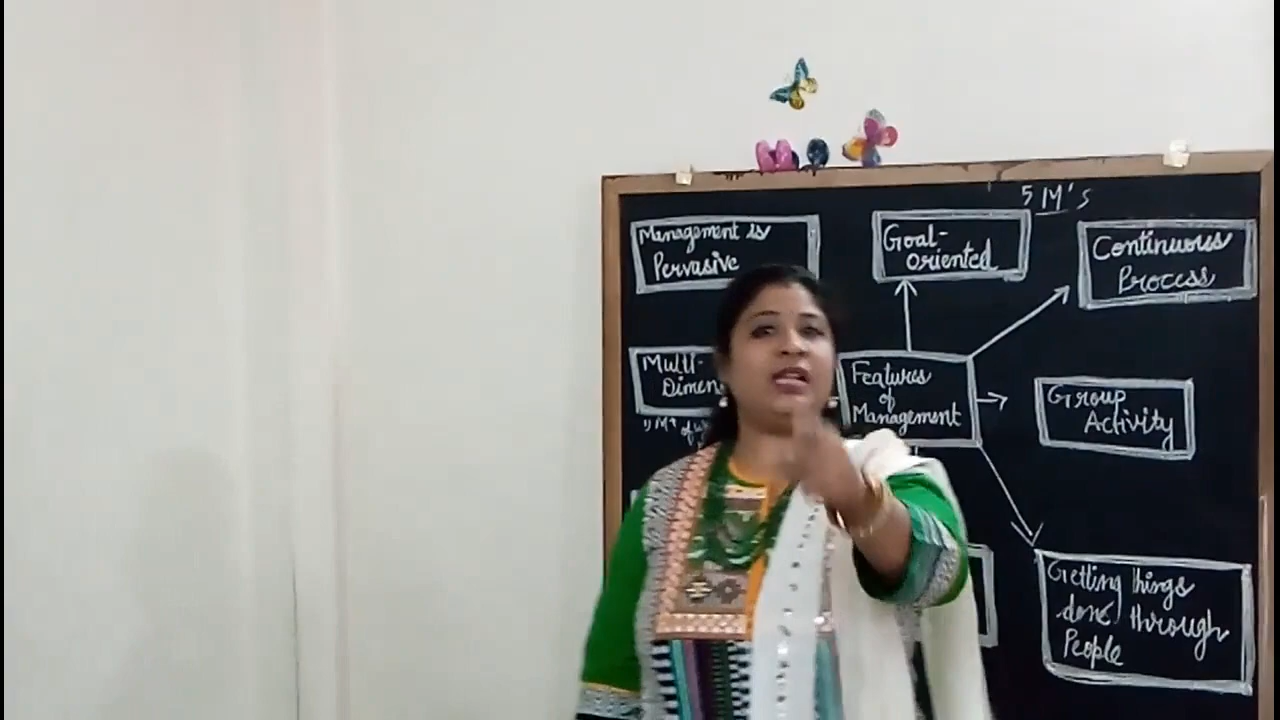 5 M's
Management is
Pervasive
Goal-
oriented
Continuous
Process
Multi-
Dimen
Features
of
Management
Group
Activity
Getting things
done through
People